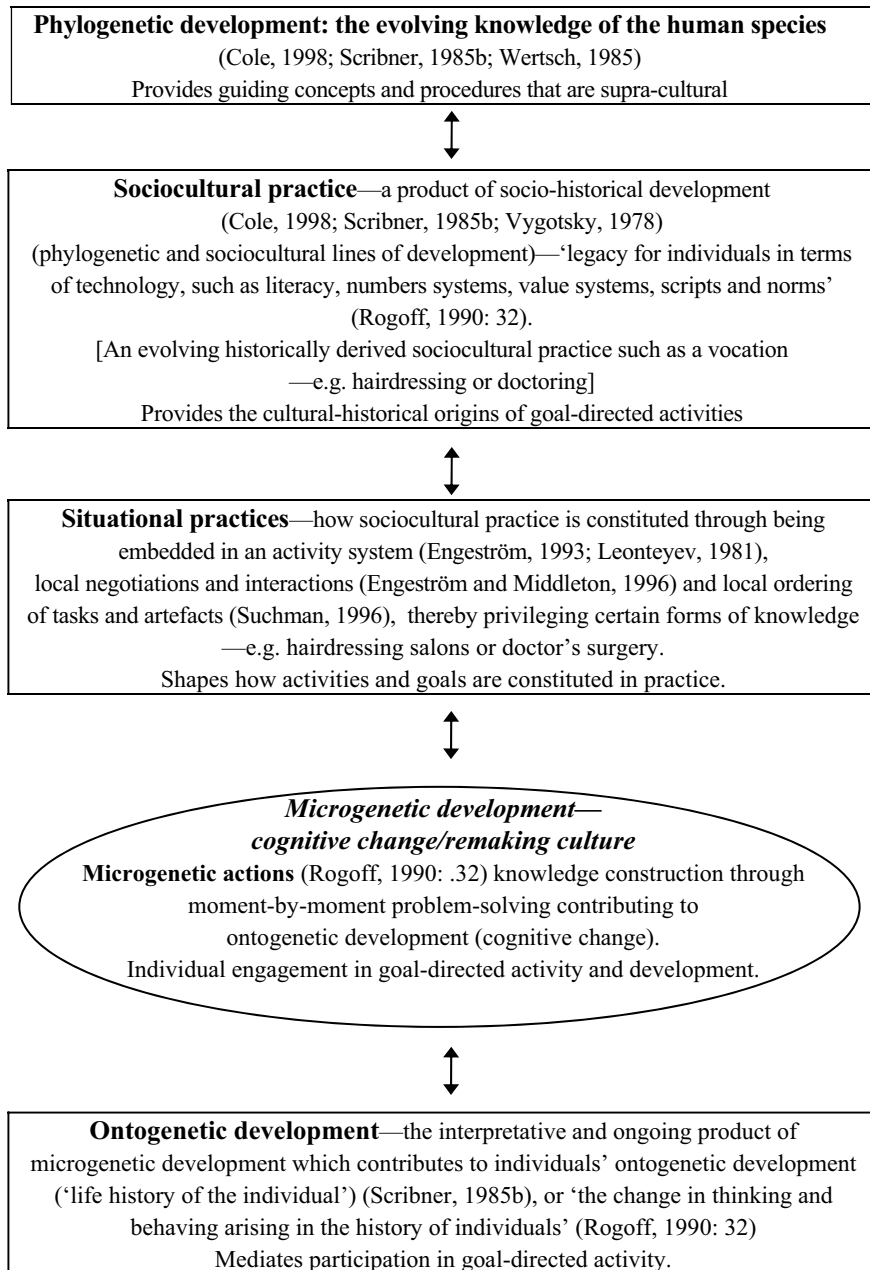 Phylogenetic development: the evolving knowledge of the human species
(Cole, 1998; Scribner, 1985b; Wertsch, 1985)
Provides guiding concepts and procedures that are supra-cultural
Sociocultural practice—a product of socio-historical development
(Cole, 1998; Scribner, 1985b; Vygotsky, 1978)
(phylogenetic and sociocultural lines of development)—‘legacy for individuals in terms
of technology, such as literacy, numbers systems, value systems, scripts and norms’
(Rogoff, 1990: 32).
[An evolving historically derived sociocultural practice such as a vocation
—e.g. hairdressing or doctoring]
Provides the cultural-historical origins of goal-directed activities
Situational practices—how sociocultural practice is constituted through being
embedded in an activity system (Engeström, 1993; Leonteyev, 1981),
local negotiations and interactions (Engeström and Middleton, 1996) and local ordering
of tasks and artefacts (Suchman, 1996), thereby privileging certain forms of knowledge
—e.g. hairdressing salons or doctor’s surgery.
Shapes how activities and goals are constituted in practice.
Microgenetic development—
cognitive change/remaking culture
Microgenetic actions (Rogoff, 1990: .32) knowledge construction through
moment-by-moment problem-solving contributing to
ontogenetic development (cognitive change).
Individual engagement in goal-directed activity and development.
Ontogenetic development—the interpretative and ongoing product of
microgenetic development which contributes to individuals’ ontogenetic development
(‘life history of the individual’) (Scribner, 1985b), or ‘the change in thinking and
behaving arising in the history of individuals’ (Rogoff, 1990: 32)
Mediates participation in goal-directed activity.